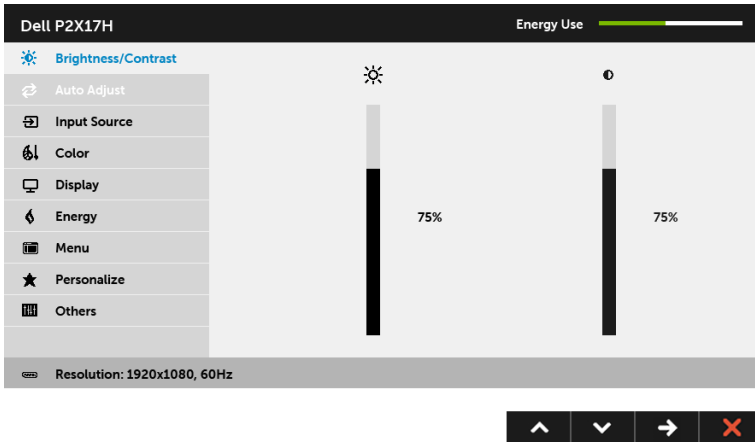 Dell P2X17H
Energy Use
Brightness/Contrast
Auto Adjust
Input Source
Color
Display
Energy
Menu
Personalize
Others
75%
75%
Resolution: 1920x1080, 60Hz